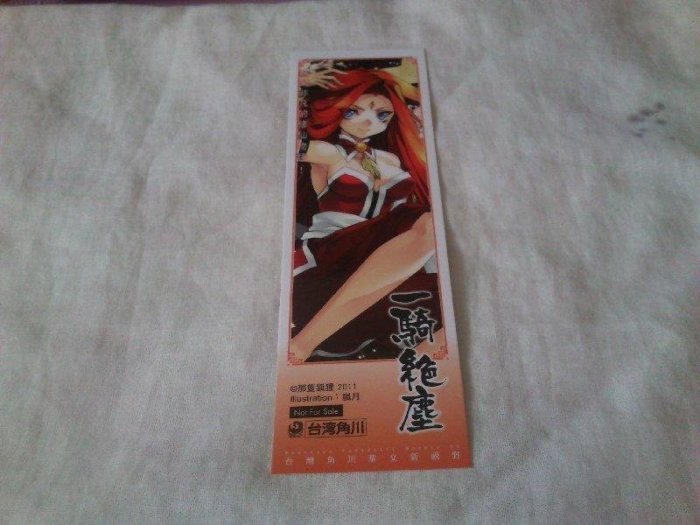 一騎絶塵
©那隻狐狸 2011
Illustration：風月
Not For Sale
台湾角川
台灣角川華文新視野